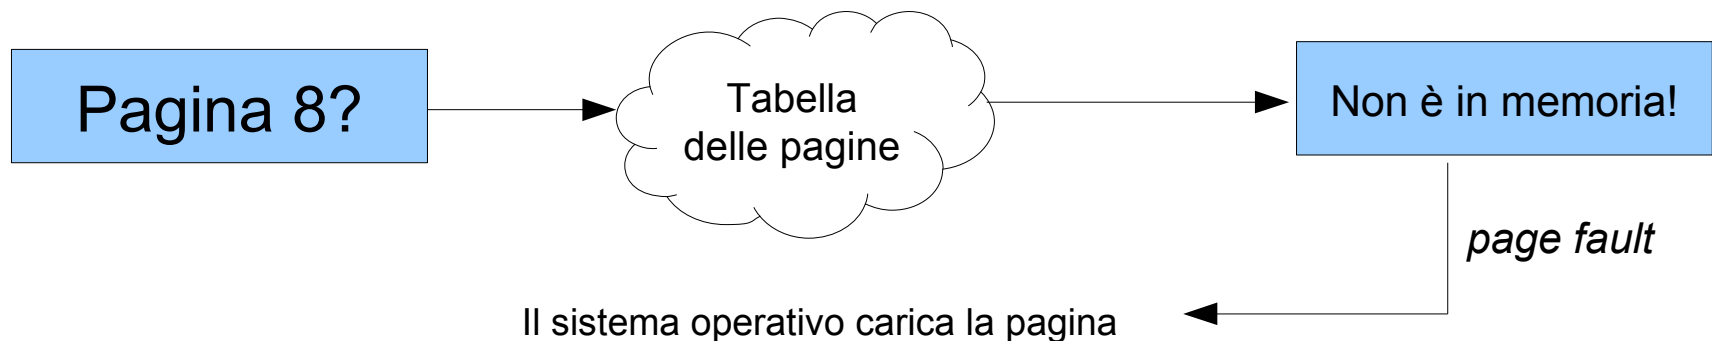 Pagina 8?
Tabella
delle pagine
Non è in memoria!
page fault
Il sistema operativo carica la pagina